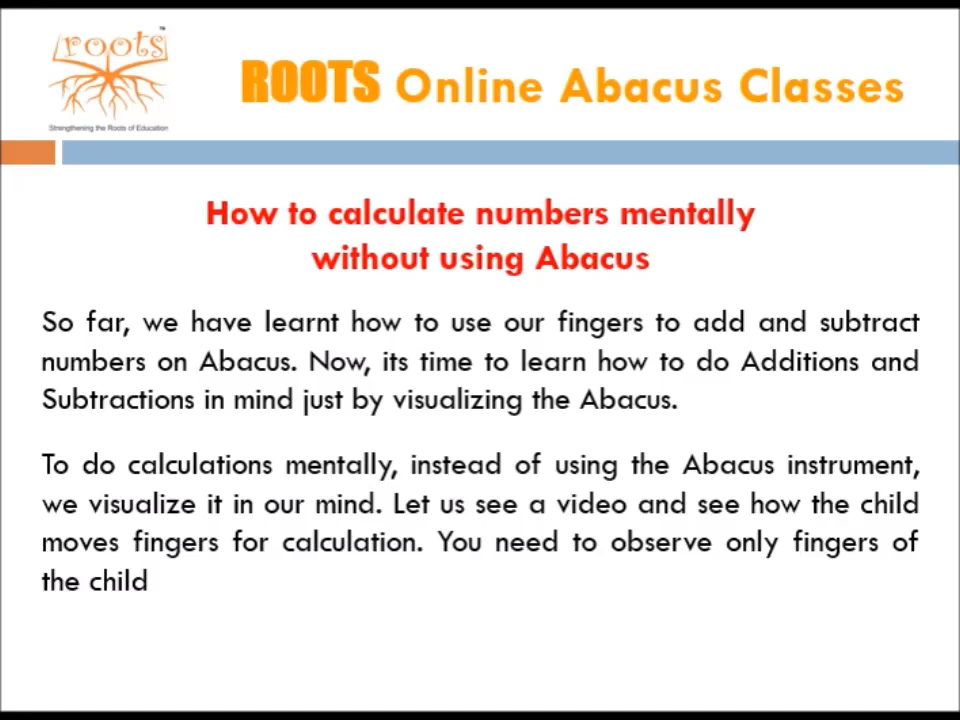 roots
TM
Strengthening the Roots of Education
ROOTS Online Abacus Classes
How to calculate numbers mentally
without using Abacus
So far, we have learnt how to use our fingers to add and subtract
numbers on Abacus. Now, its time to learn how to do Additions and
Subtractions in mind just by visualizing the Abacus.
To do calculations mentally, instead of using the Abacus instrument,
we visualize it in our mind. Let us see a video and see how the child
moves fingers for calculation. You need to observe only fingers of
the child